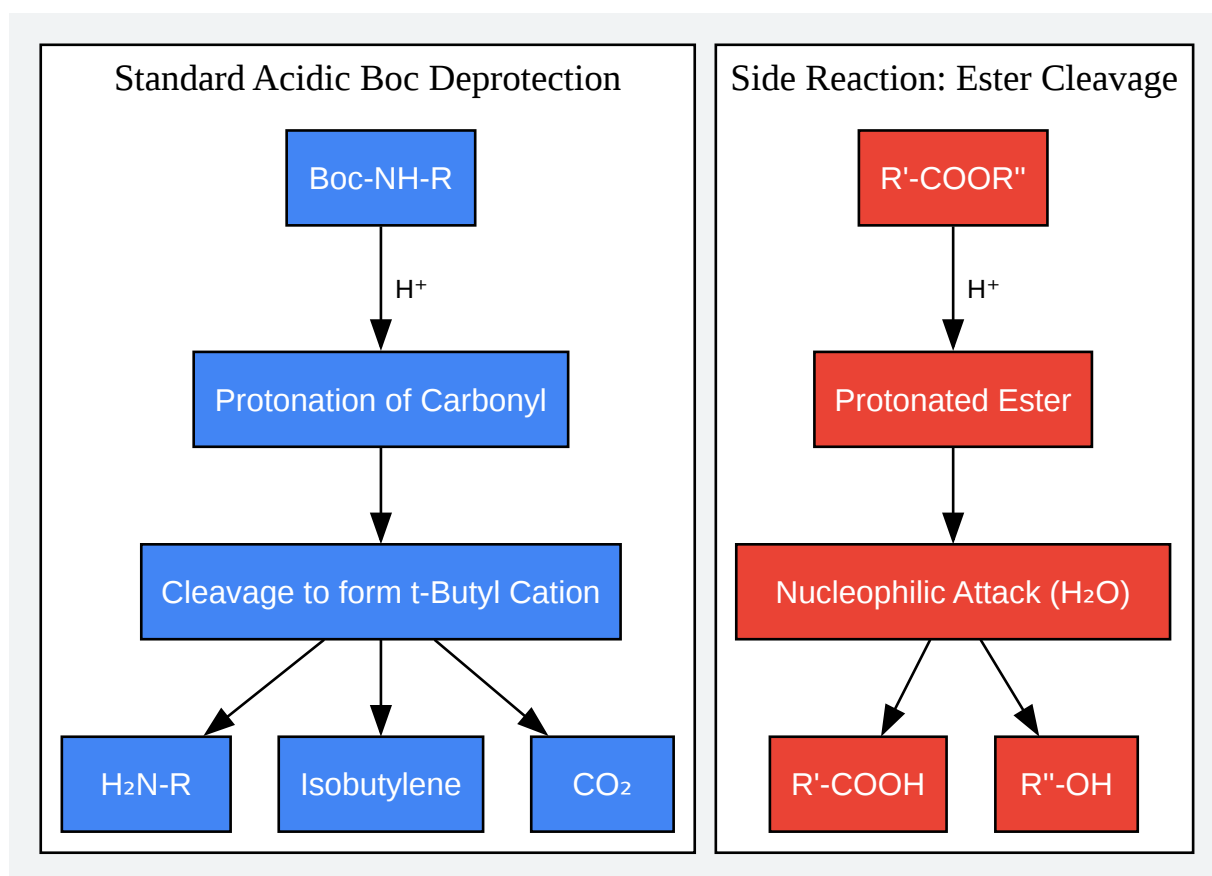 Standard Acidic Boc Deprotection
Boc-NH-R
H⁺
Protonation of Carbonyl
Cleavage to form t-Butyl Cation
H₂N-R
Isobutylene
CO₂
Side Reaction: Ester Cleavage
R'-COOR"
H⁺
Protonated Ester
Nucleophilic Attack (H₂O)
R'-COOH
R"-OH